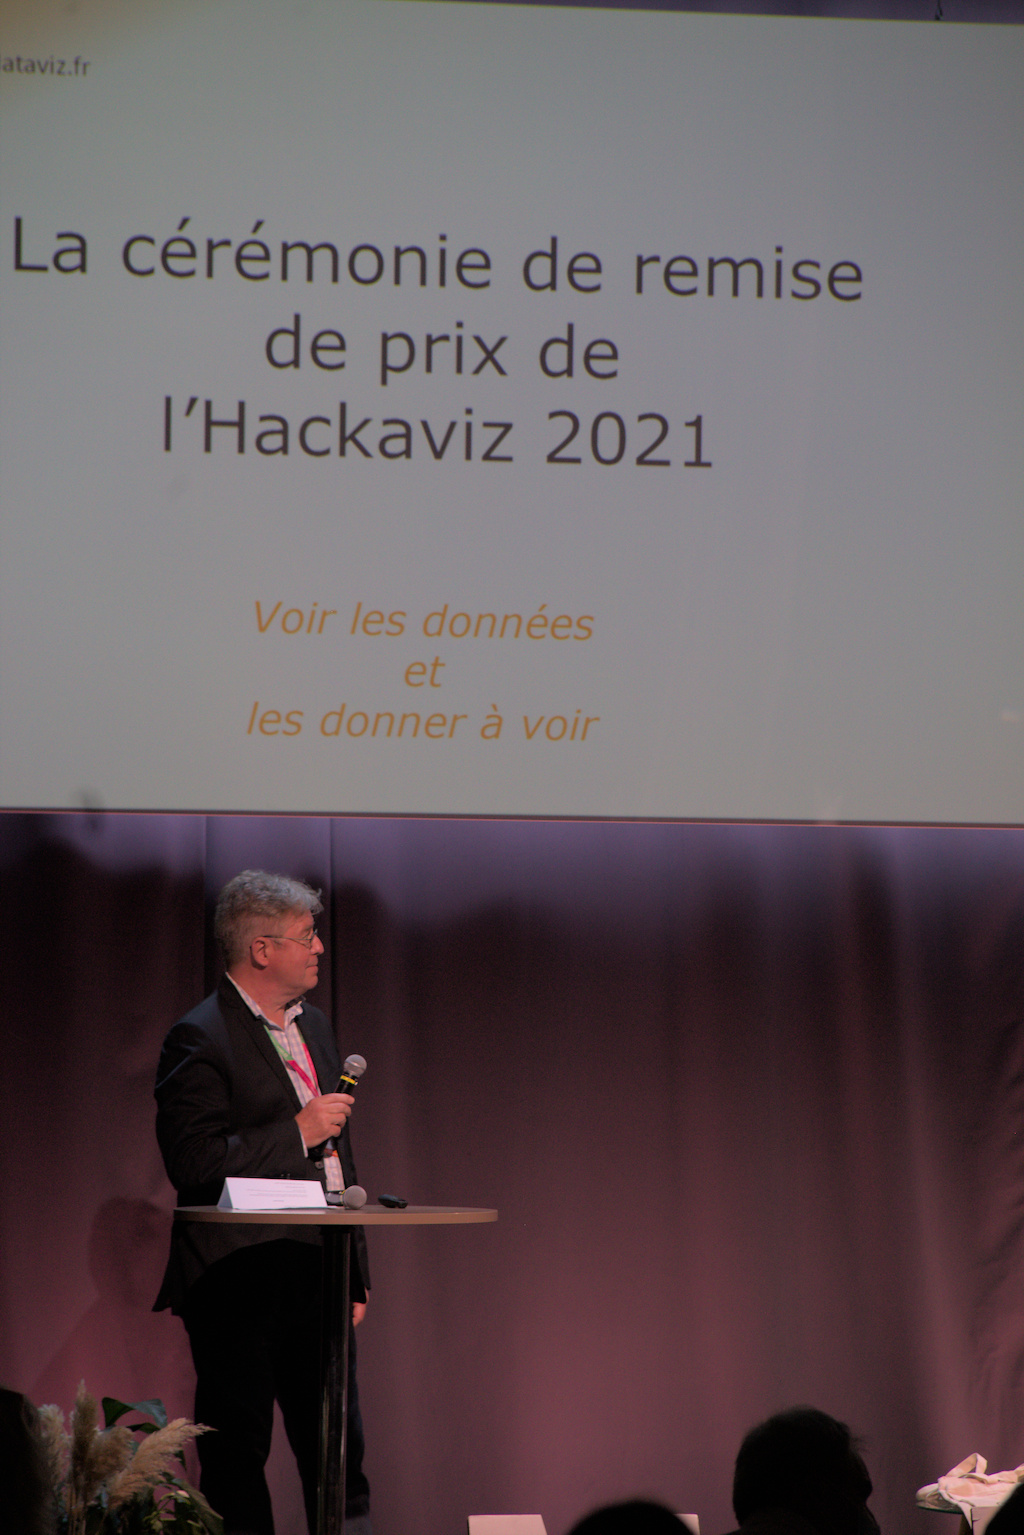 ataviz.fr
La cérémonie de remise
de prix de
l’Hackaviz 2021
Voir les données
et
les donner à voir